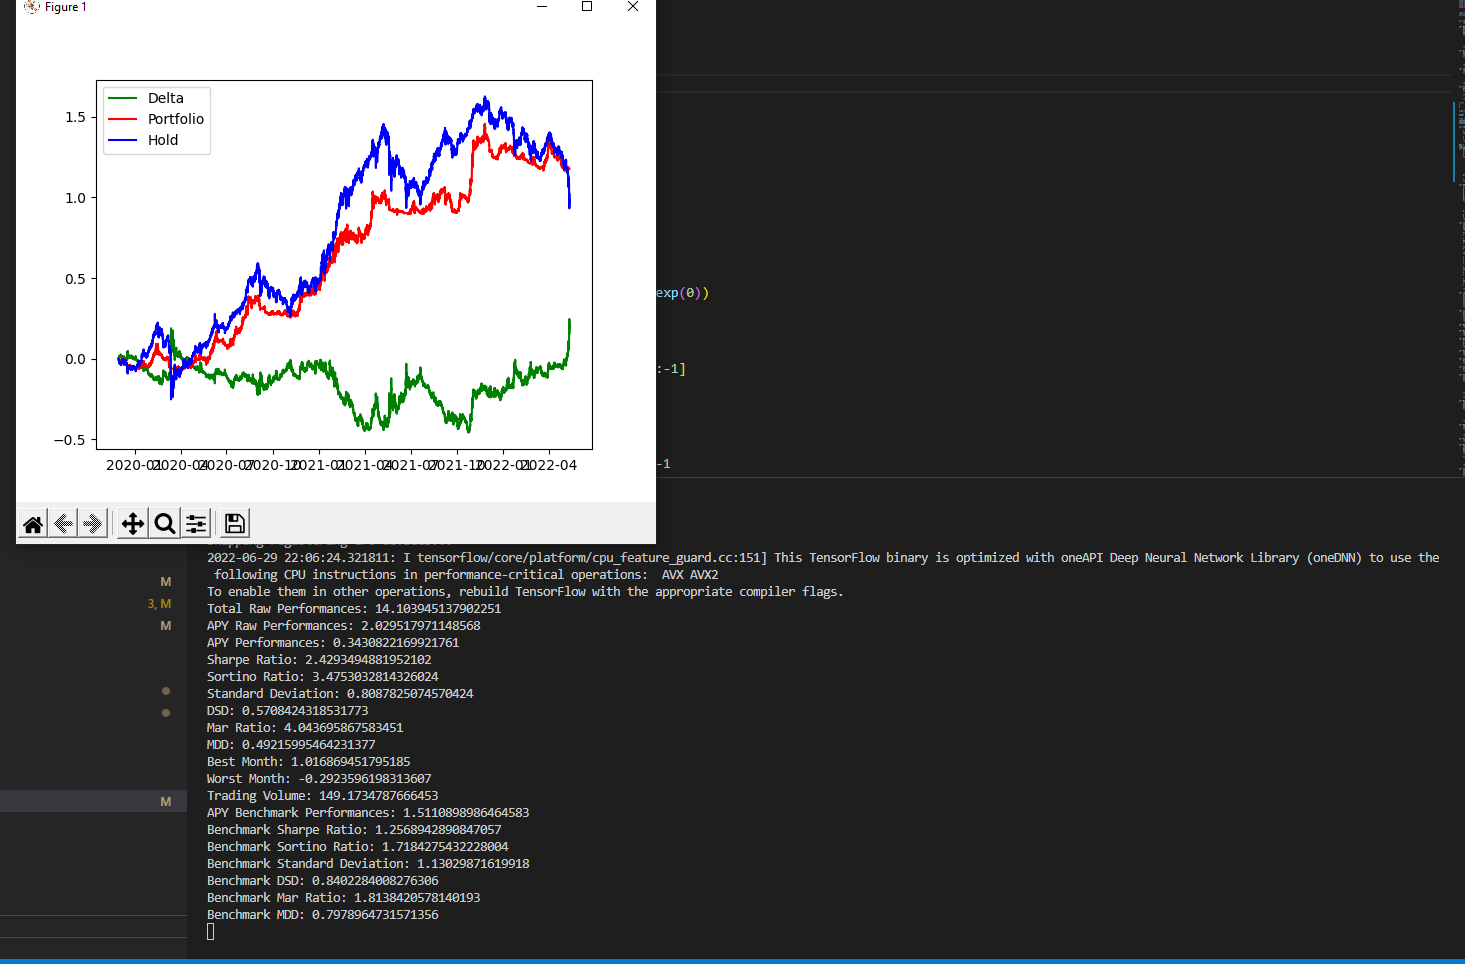 Figure 1
Delta
Portfolio
Hold
1.5
1.0
0.5
0.0
−0.5
2020-01 2020-04 2020-07 2020-10 2021-01 2021-04 2021-07 2021-10 2022-01 2022-04
exp(0))
:-1]
-1
M
3, M
M
M
2022-06-29 22:06:24.321811: I tensorflow/core/platform/cpu_feature_guard.cc:151] This TensorFlow binary is optimized with oneAPI Deep Neural Network Library (oneDNN) to use the
following CPU instructions in performance-critical operations:  AVX AVX2
To enable them in other operations, rebuild TensorFlow with the appropriate compiler flags.
Total Raw Performances: 14.103945137902251
APY Raw Performances: 2.029517971148568
APY Performances: 0.3430822169921761
Sharpe Ratio: 2.4293494881952102
Sortino Ratio: 3.4753032814326024
Standard Deviation: 0.8087825074570424
DSD: 0.5708424318531773
Mar Ratio: 4.043695867583451
MDD: 0.49215995464231377
Best Month: 1.016869451795185
Worst Month: -0.2923596198313607
Trading Volume: 149.1734787666453
APY Benchmark Performances: 1.5110898986464583
Benchmark Sharpe Ratio: 1.2568942890847057
Benchmark Sortino Ratio: 1.7184275432228004
Benchmark Standard Deviation: 1.13029871619918
Benchmark DSD: 0.8402284008276306
Benchmark Mar Ratio: 1.8138420578140193
Benchmark MDD: 0.7978964731571356